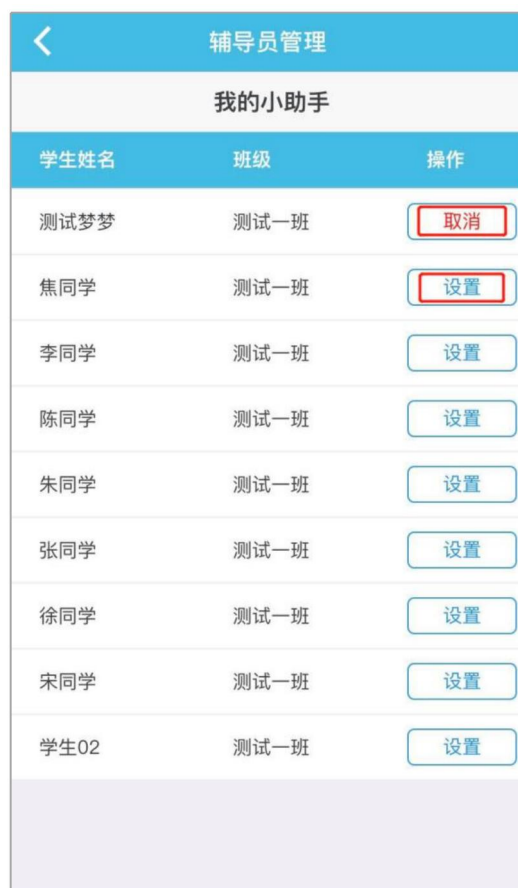 辅导员管理
我的小助手
学生姓名 班级 操作
测试梦梦 测试一班 取消
焦同学 测试一班 设置
李同学 测试一班 设置
陈同学 测试一班 设置
朱同学 测试一班 设置
张同学 测试一班 设置
徐同学 测试一班 设置
宋同学 测试一班 设置
学生02 测试一班 设置